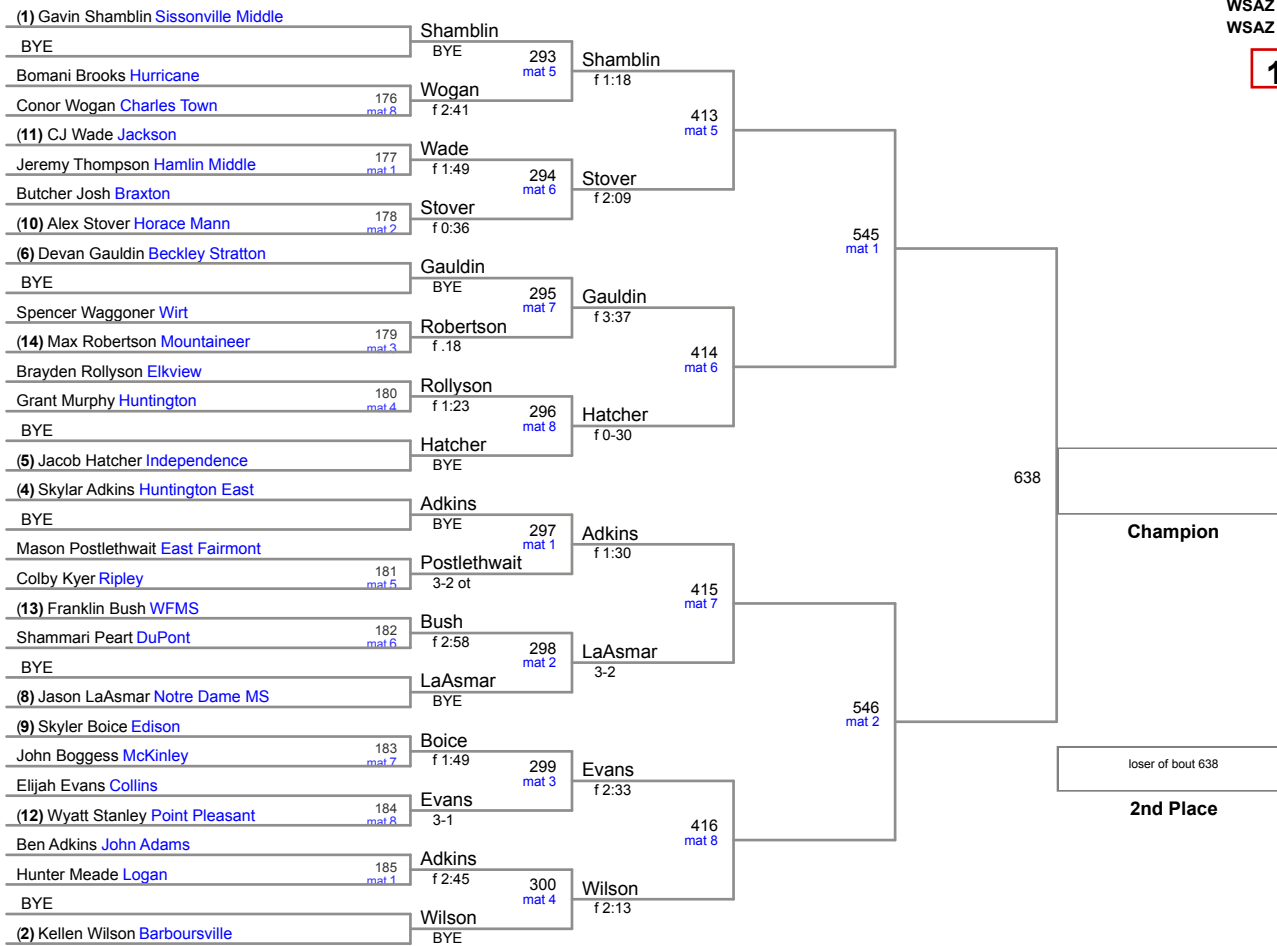 WSAZ
WSAZ
1
(1) Gavin Shamblin Sissonville Middle
BYE
Bomani Brooks Hurricane
Conor Wogan Charles Town
176
mat 8
(11) CJ Wade Jackson
Jeremy Thompson Hamlin Middle
177
mat 1
Butcher Josh Braxton
(10) Alex Stover Horace Mann
178
mat 2
(6) Devan Gauldin Beckley Stratton
BYE
Spencer Waggoner Wirt
(14) Max Robertson Mountaineer
179
mat 3
Brayden Rollyson Elkview
Grant Murphy Huntington
180
mat 4
BYE
(5) Jacob Hatcher Independence
(4) Skylar Adkins Huntington East
BYE
Mason Postlethwait East Fairmont
Colby Kyer Ripley
181
mat 5
(13) Franklin Bush WFMS
Shammari Peart DuPont
182
mat 6
BYE
(8) Jason LaAsmar Notre Dame MS
(9) Skyler Boice Edison
John Boggess McKinley
183
mat 7
Elijah Evans Collins
(12) Wyatt Stanley Point Pleasant
184
mat 8
Ben Adkins John Adams
Hunter Meade Logan
185
mat 1
BYE
(2) Kellen Wilson Barboursville
Shamblin
BYE
293
mat 5
Wogan
f 2:41
Wade
f 1:49
294
mat 6
Stover
f 0:36
Gauldin
BYE
295
mat 7
Robertson
f .18
Rollyson
f 1:23
296
mat 8
Hatcher
BYE
Adkins
BYE
297
mat 1
Postlethwait
3-2 ot
Bush
f 2:58
298
mat 2
LaAsmar
BYE
Boice
f 1:49
299
mat 3
Evans
3-1
Adkins
f 2:45
300
mat 4
Wilson
BYE
Shamblin
f 1:18
413
mat 5
Stover
f 2:09
Gauldin
f 3:37
414
mat 6
Hatcher
f 0-30
Adkins
f 1:30
415
mat 7
LaAsmar
3-2
Evans
f 2:33
416
mat 8
Wilson
f 2:13
545
mat 1
546
mat 2
638
Champion
loser of bout 638
2nd Place